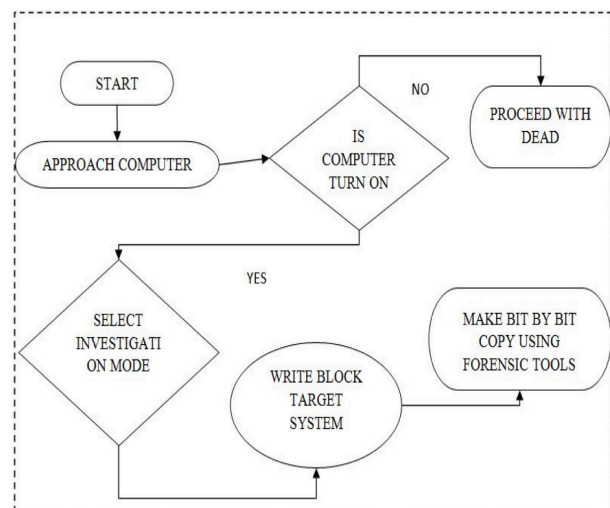 START
APPROACH COMPUTER
IS
COMPUTER
TURN ON
NO
PROCEED WITH
DEAD
YES
SELECT
INVESTIGATI
ON MODE
WRITE BLOCK
TARGET
SYSTEM
MAKE BIT BY BIT
COPY USING
FORENSIC TOOLS